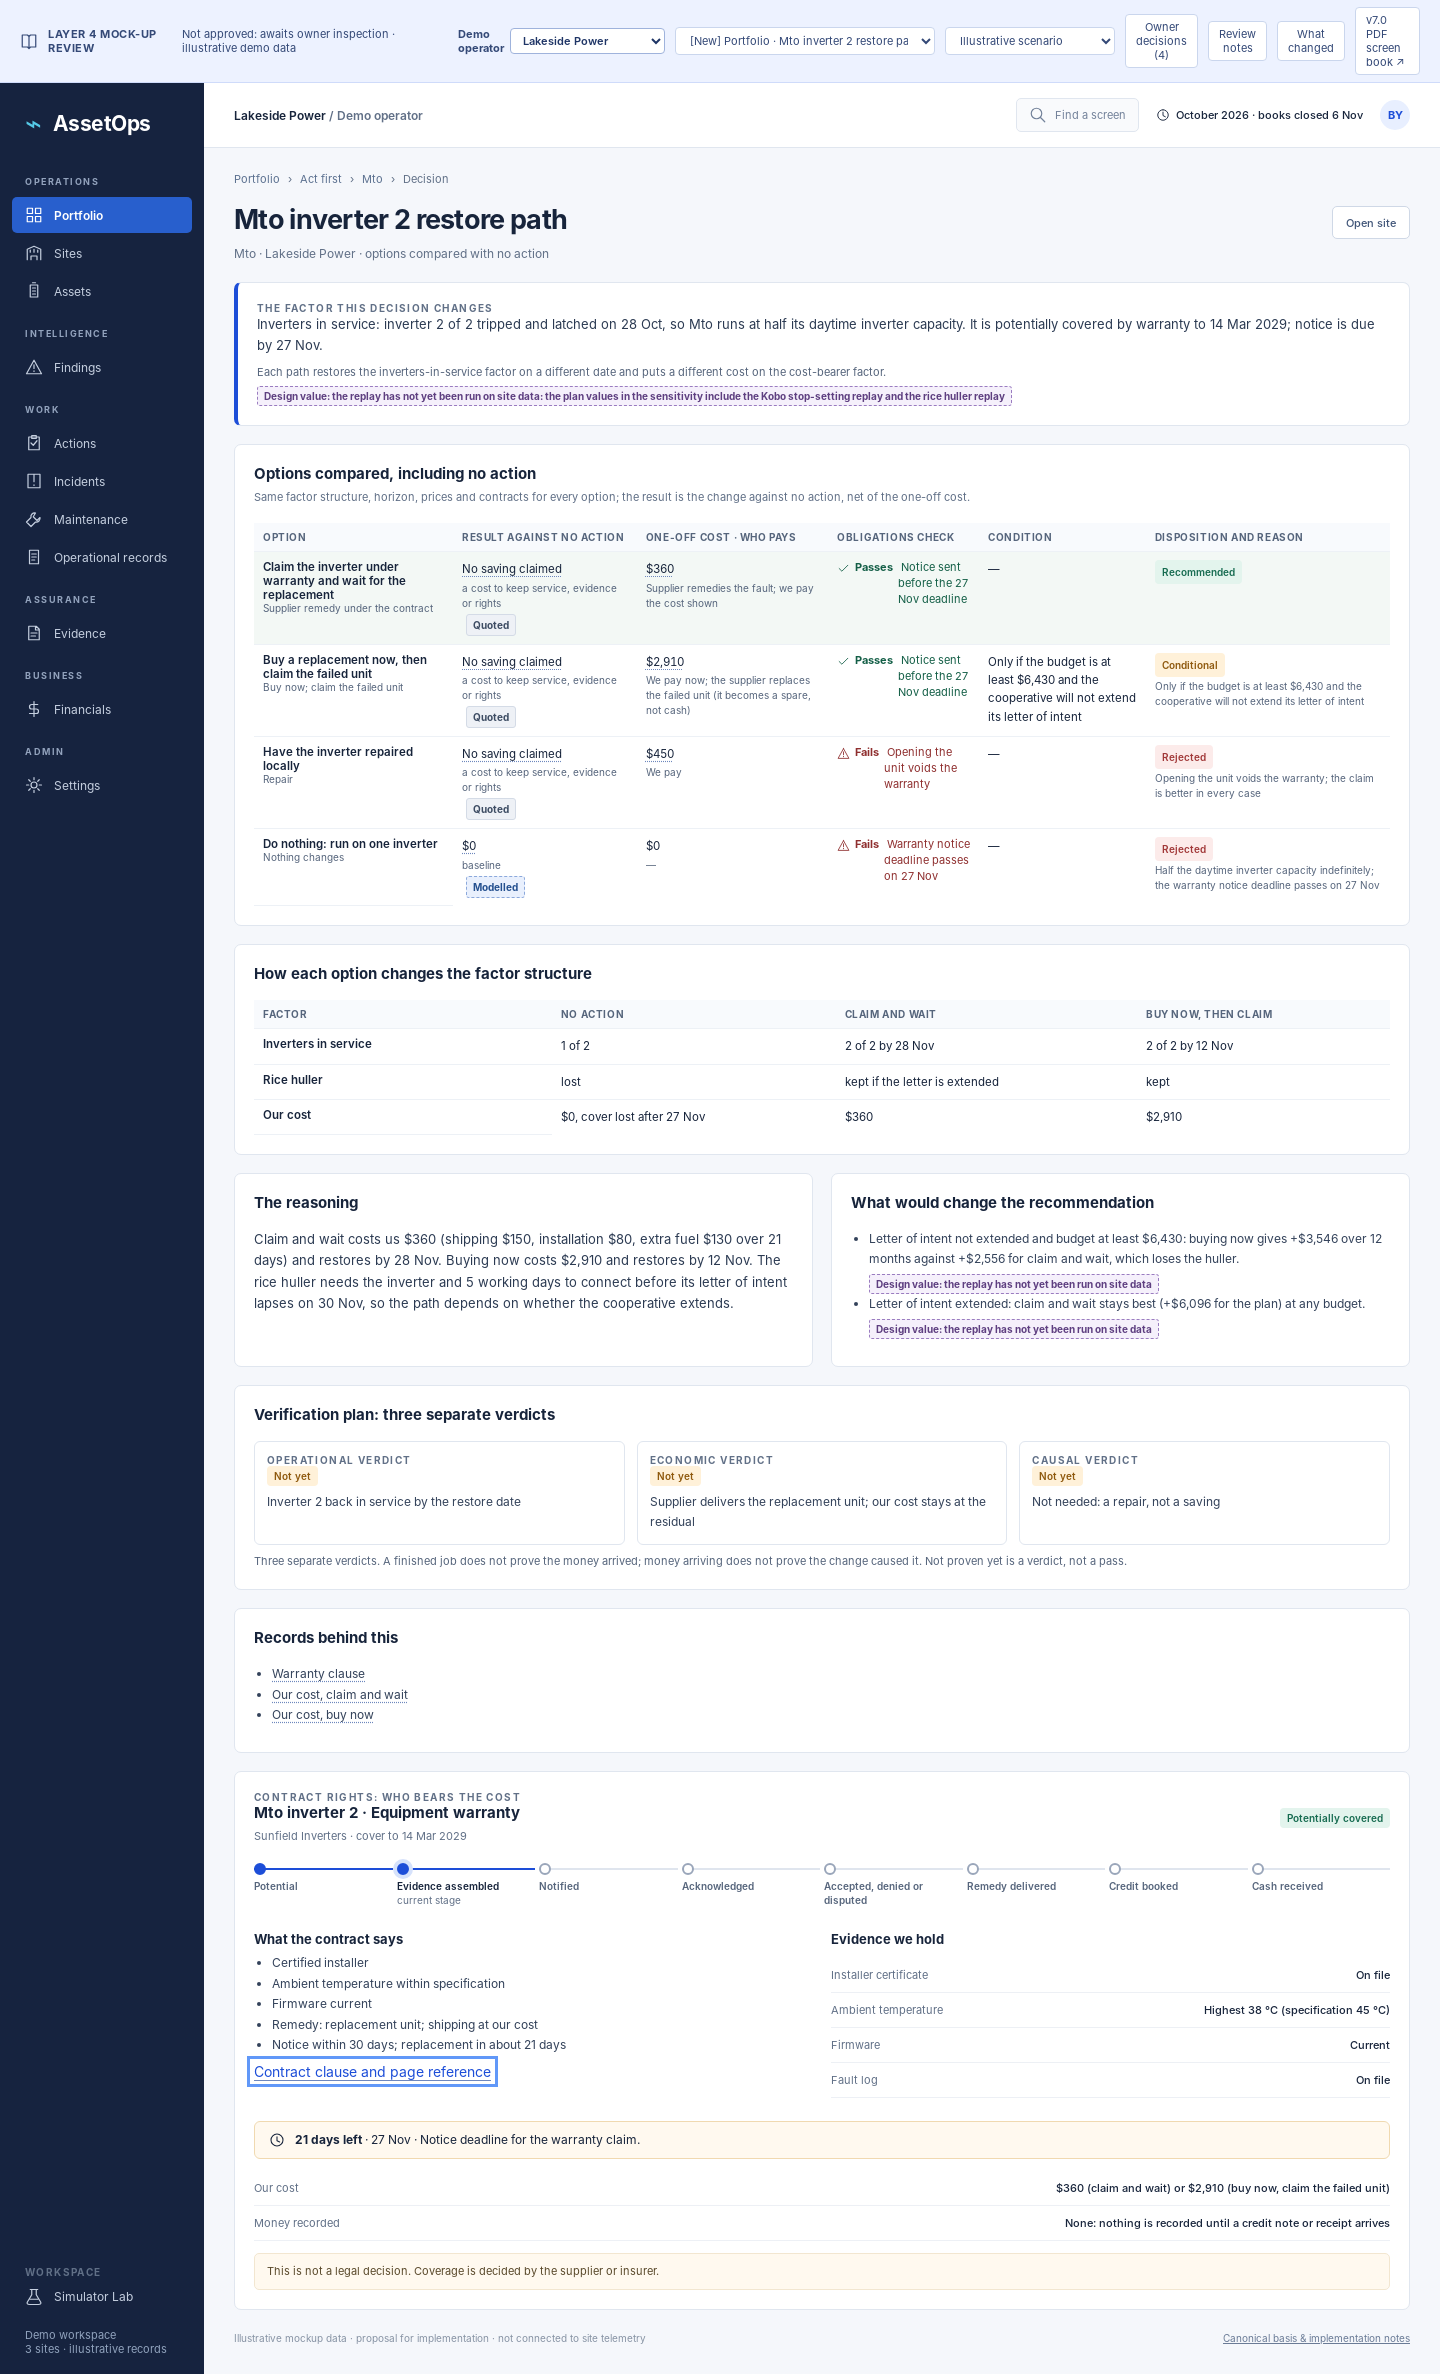 LAYER 4 MOCK-UP
REVIEW
Not approved: awaits owner inspection ·
illustrative demo data
Demo
operator
Lakeside Power
[New] Portfolio · Mto inverter 2 restore pa
Illustrative scenario
Owner
decisions
(4)
Review
notes
What
changed
v7.0
PDF
screen
book ↗
AssetOps
OPERATIONS
Portfolio
Sites
Assets
INTELLIGENCE
Findings
WORK
Actions
Incidents
Maintenance
Operational records
ASSURANCE
Evidence
BUSINESS
Financials
ADMIN
Settings
WORKSPACE
Simulator Lab
Demo workspace
3 sites · illustrative records
Lakeside Power / Demo operator
Find a screen
October 2026 · books closed 6 Nov
BY
Portfolio › Act first › Mto › Decision
Mto inverter 2 restore path
Open site
Mto · Lakeside Power · options compared with no action
THE FACTOR THIS DECISION CHANGES
Inverters in service: inverter 2 of 2 tripped and latched on 28 Oct, so Mto runs at half its daytime inverter capacity. It is potentially covered by warranty to 14 Mar 2029; notice is due
by 27 Nov.
Each path restores the inverters-in-service factor on a different date and puts a different cost on the cost-bearer factor.
Design value: the replay has not yet been run on site data: the plan values in the sensitivity include the Kobo stop-setting replay and the rice huller replay
Options compared, including no action
Same factor structure, horizon, prices and contracts for every option; the result is the change against no action, net of the one-off cost.
OPTION RESULT AGAINST NO ACTION ONE-OFF COST · WHO PAYS OBLIGATIONS CHECK CONDITION DISPOSITION AND REASON
Claim the inverter under
warranty and wait for the
replacement
Supplier remedy under the contract
No saving claimed
a cost to keep service, evidence
or rights
Quoted
$360
Supplier remedies the fault; we pay
the cost shown
Passes Notice sent
before the 27
Nov deadline
—
Recommended
Buy a replacement now, then
claim the failed unit
Buy now; claim the failed unit
No saving claimed
a cost to keep service, evidence
or rights
Quoted
$2,910
We pay now; the supplier replaces
the failed unit (it becomes a spare,
not cash)
Passes Notice sent
before the 27
Nov deadline
Only if the budget is at
least $6,430 and the
cooperative will not extend
its letter of intent
Conditional
Only if the budget is at least $6,430 and the
cooperative will not extend its letter of intent
Have the inverter repaired
locally
Repair
No saving claimed
a cost to keep service, evidence
or rights
Quoted
$450
We pay
Fails Opening the
unit voids the
warranty
—
Rejected
Opening the unit voids the warranty; the claim
is better in every case
Do nothing: run on one inverter
Nothing changes
$0
baseline
Modelled
$0
—
Fails Warranty notice
deadline passes
on 27 Nov
—
Rejected
Half the daytime inverter capacity indefinitely;
the warranty notice deadline passes on 27 Nov
How each option changes the factor structure
FACTOR NO ACTION CLAIM AND WAIT BUY NOW, THEN CLAIM
Inverters in service 1 of 2 2 of 2 by 28 Nov 2 of 2 by 12 Nov
Rice huller lost kept if the letter is extended kept
Our cost $0, cover lost after 27 Nov $360 $2,910
The reasoning
Claim and wait costs us $360 (shipping $150, installation $80, extra fuel $130 over 21
days) and restores by 28 Nov. Buying now costs $2,910 and restores by 12 Nov. The
rice huller needs the inverter and 5 working days to connect before its letter of intent
lapses on 30 Nov, so the path depends on whether the cooperative extends.
What would change the recommendation
• Letter of intent not extended and budget at least $6,430: buying now gives +$3,546 over 12
months against +$2,556 for claim and wait, which loses the huller.
Design value: the replay has not yet been run on site data
• Letter of intent extended: claim and wait stays best (+$6,096 for the plan) at any budget.
Design value: the replay has not yet been run on site data
Verification plan: three separate verdicts
OPERATIONAL VERDICT
Not yet
Inverter 2 back in service by the restore date
ECONOMIC VERDICT
Not yet
Supplier delivers the replacement unit; our cost stays at the
residual
CAUSAL VERDICT
Not yet
Not needed: a repair, not a saving
Three separate verdicts. A finished job does not prove the money arrived; money arriving does not prove the change caused it. Not proven yet is a verdict, not a pass.
Records behind this
• Warranty clause
• Our cost, claim and wait
• Our cost, buy now
CONTRACT RIGHTS: WHO BEARS THE COST
Mto inverter 2 · Equipment warranty
Potentially covered
Sunfield Inverters · cover to 14 Mar 2029
Potential
Evidence assembled
current stage
Notified
Acknowledged
Accepted, denied or
disputed
Remedy delivered
Credit booked
Cash received
What the contract says
• Certified installer
• Ambient temperature within specification
• Firmware current
• Remedy: replacement unit; shipping at our cost
• Notice within 30 days; replacement in about 21 days
Contract clause and page reference
Evidence we hold
Installer certificate On file
Ambient temperature Highest 38 °C (specification 45 °C)
Firmware Current
Fault log On file
21 days left · 27 Nov · Notice deadline for the warranty claim.
Our cost $360 (claim and wait) or $2,910 (buy now, claim the failed unit)
Money recorded None: nothing is recorded until a credit note or receipt arrives
This is not a legal decision. Coverage is decided by the supplier or insurer.
Illustrative mockup data · proposal for implementation · not connected to site telemetry
Canonical basis & implementation notes